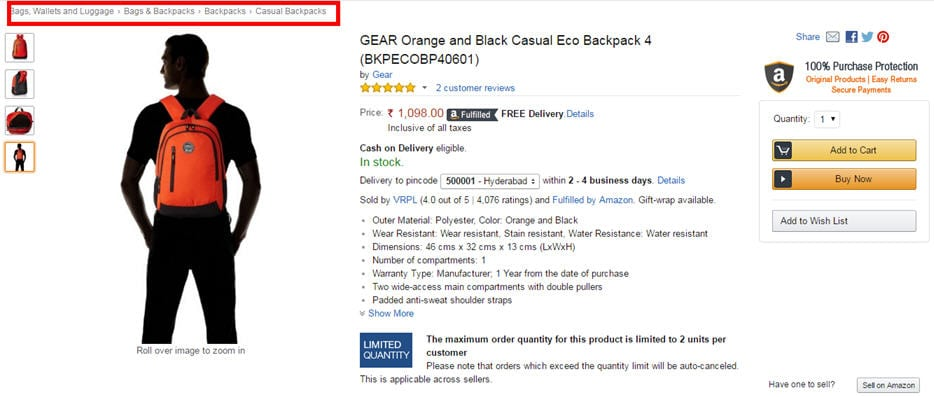 Bags, Wallets and Luggage › Bags & Backpacks › Backpacks › Casual Backpacks
GEAR Orange and Black Casual Eco Backpack 4
(BKPECOBP40601)
by Gear
2 customer reviews
Price: ₹ 1,098.00 a Fulfilled FREE Delivery.Details
Inclusive of all taxes
Cash on Delivery eligible.
In stock.
Delivery to pincode 500001 - Hyderabad within 2 - 4 business days. Details
Sold by VRPL (4.0 out of 5 | 4,076 ratings) and Fulfilled by Amazon. Gift-wrap available.
• Outer Material: Polyester, Color: Orange and Black
• Wear Resistant: Wear resistant, Stain resistant, Water Resistance: Water resistant
• Dimensions: 46 cms x 32 cms x 13 cms (LxWxH)
• Number of compartments: 1
• Warranty Type: Manufacturer; 1 Year from the date of purchase
• Two wide-access main compartments with double pullers
• Padded anti-sweat shoulder straps
Show More
LIMITED
QUANTITY
The maximum order quantity for this product is limited to 2 units per
customer
Please note that orders which exceed the quantity limit will be auto-canceled.
This is applicable across sellers.
Roll over image to zoom in
Share
a
100% Purchase Protection
Original Products | Easy Returns
Secure Payments
Quantity: 1
Add to Cart
Buy Now
Add to Wish List
Have one to sell? Sell on Amazon